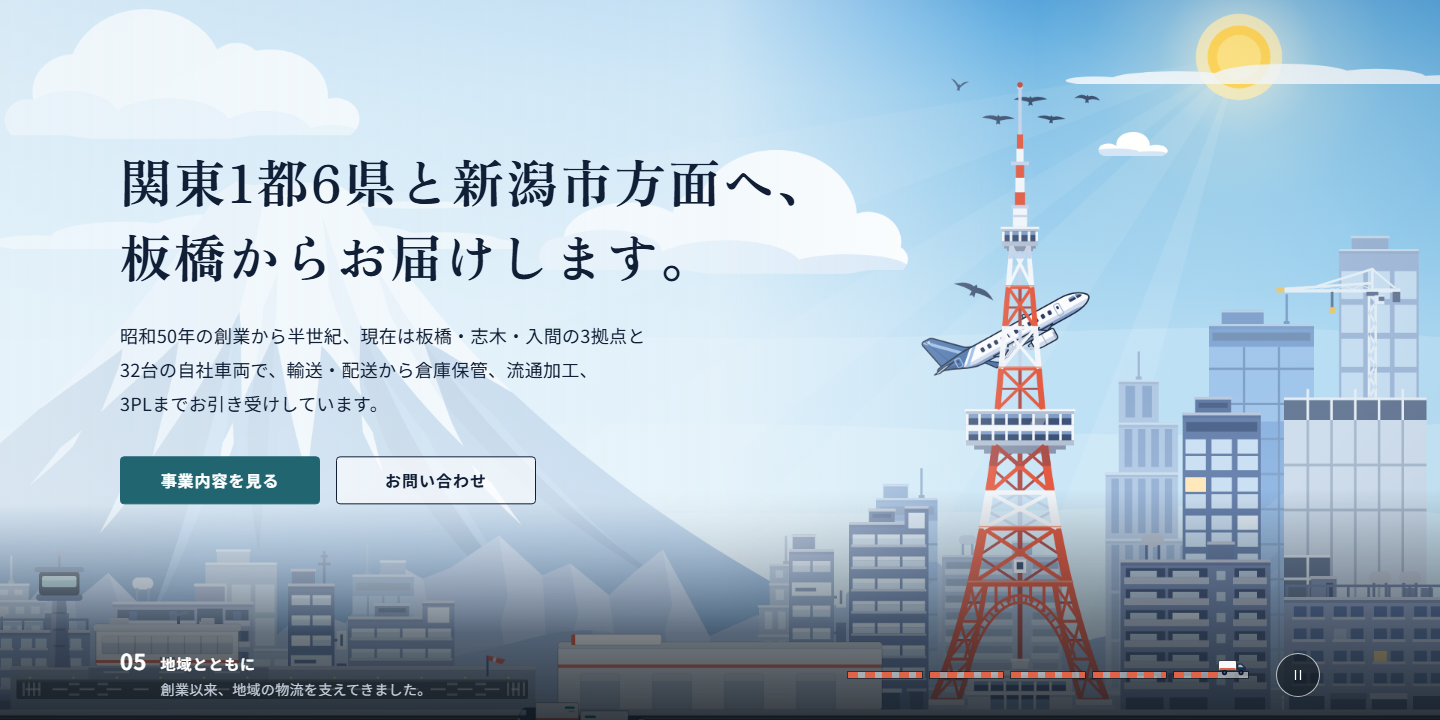 関東1都6県と新潟市方面へ、
板橋からお届けします。
昭和50年の創業から半世紀、現在は板橋・志木・入間の3拠点と
32台の自社車両で、輸送・配送から倉庫保管、流通加工、
3PLまでお引き受けしています。
事業内容を見る
お問い合わせ
05 地域とともに
創業以来、地域の物流を支えてきました。